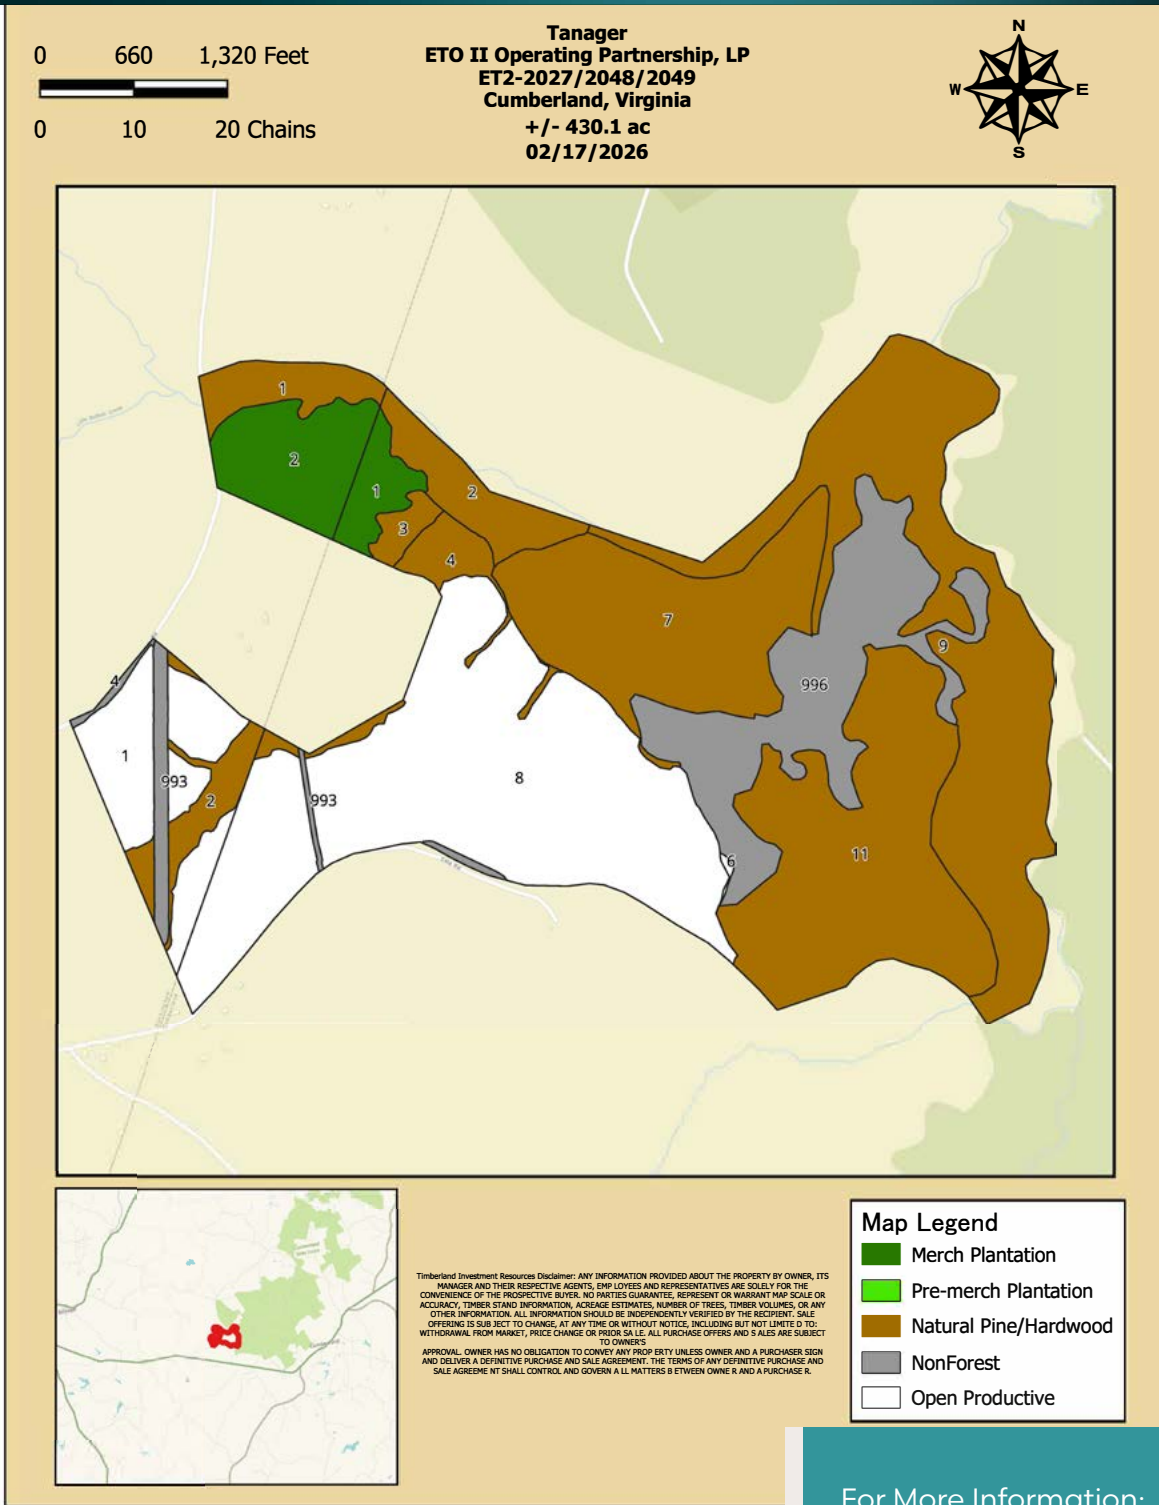 0 660 1,320 Feet
0 10 20 Chains
Tanager
ETO II Operating Partnership, LP
ET2-2027/2048/2049
Cumberland, Virginia
+/- 430.1 ac
02/17/2026
N
W E
S
1
2
1
2
3
4
7
9
4
996
1
993
2
993
8
6
11
Timberland Investment Resources Disclaimer: ANY INFORMATION PROVIDED ABOUT THE PROPERTY BY OWNER, ITS
MANAGER AND THEIR RESPECTIVE AGENTS, EMP LOYEES AND REPRESENTATIVES ARE SOLELY FOR THE
CONVENIENCE OF THE PROSPECTIVE BUYER. NO PARTIES GUARANTEE, REPRESENT OR WARRANT MAP SCALE OR
ACCURACY, TIMBER STAND INFORMATION, ACREAGE ESTIMATES, NUMBER OF TREES, TIMBER VOLUMES, OR ANY
OTHER INFORMATION. ALL INFORMATION SHOULD BE INDEPENDENTLY VERIFIED BY THE RECIPIENT. SALE
OFFERING IS SUB JECT TO CHANGE, AT ANY TIME OR WITHOUT NOTICE, INCLUDING BUT NOT LIMITE D TO:
WITHDRAWAL FROM MARKET, PRICE CHANGE OR PRIOR SA LE. ALL PURCHASE OFFERS AND S ALES ARE SUBJECT
TO OWNER'S
APPROVAL. OWNER HAS NO OBLIGATION TO CONVEY ANY PROP ERTY UNLESS OWNER AND A PURCHASER SIGN
AND DELIVER A DEFINITIVE PURCHASE AND SALE AGREEMENT. THE TERMS OF ANY DEFINITIVE PURCHASE AND
SALE AGREEME NT SHALL CONTROL AND GOVERN A LL MATTERS B ETWEEN OWNE R AND A PURCHASE R.
Map Legend
Merch Plantation
Pre-merch Plantation
Natural Pine/Hardwood
NonForest
Open Productive
For More Information: